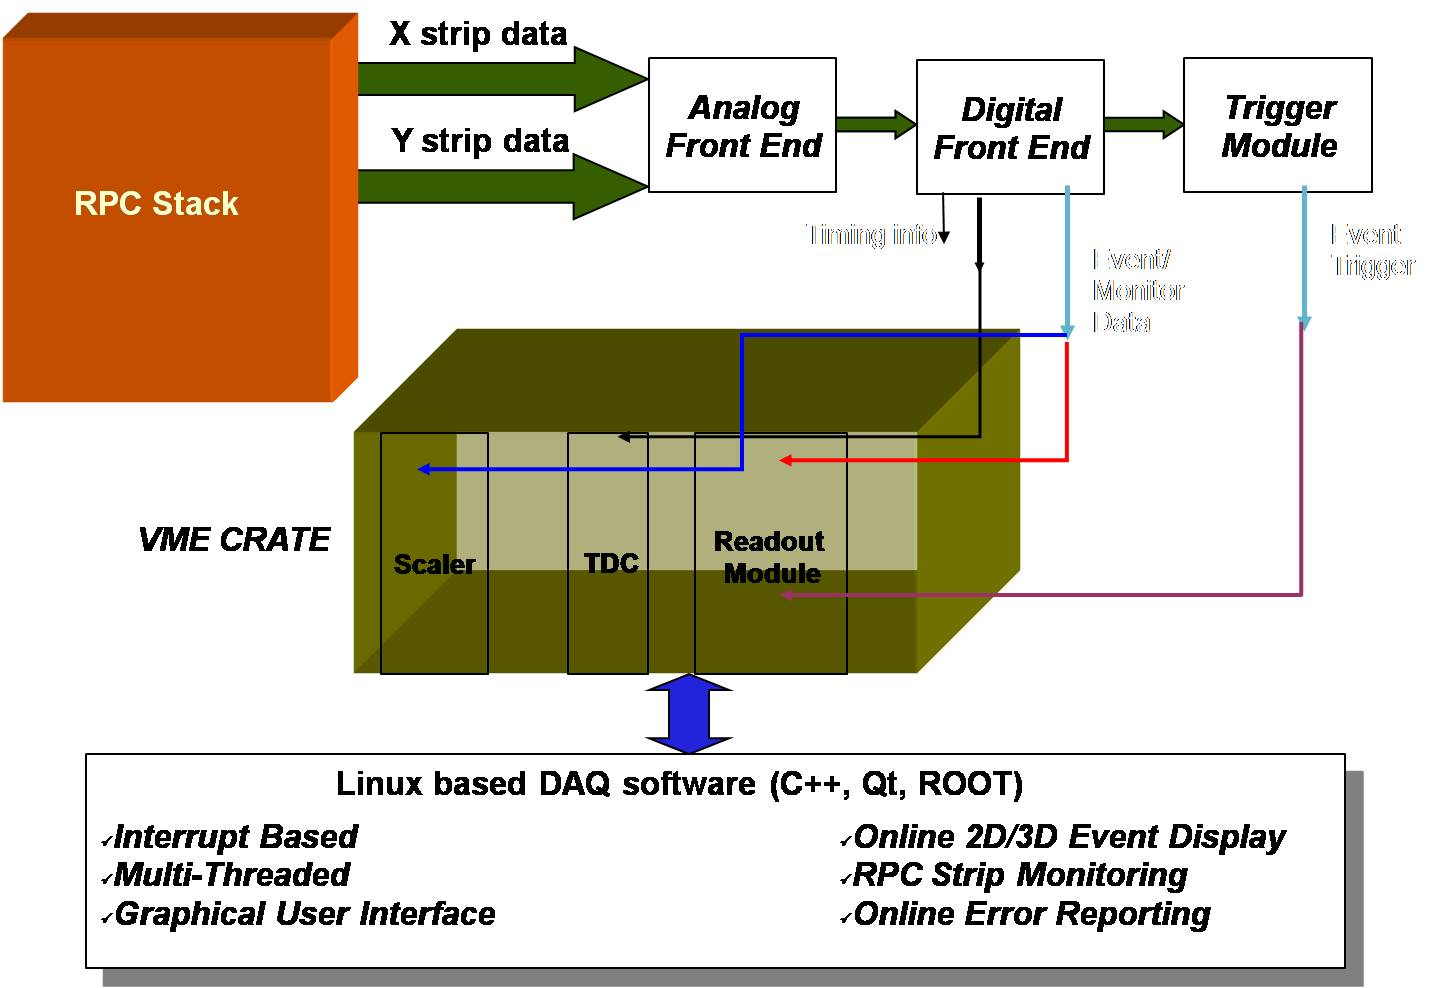 X strip data
Y strip data
RPC Stack
Analog
Front End
Digital
Front End
Trigger
Module
Timing info
Event/
Monitor
Data
Event
Trigger
VME CRATE
Scaler
TDC
Readout
Module
Linux based DAQ software (C++, Qt, ROOT)
✓Interrupt Based
✓Multi-Threaded
✓Graphical User Interface
✓Online 2D/3D Event Display
✓RPC Strip Monitoring
✓Online Error Reporting